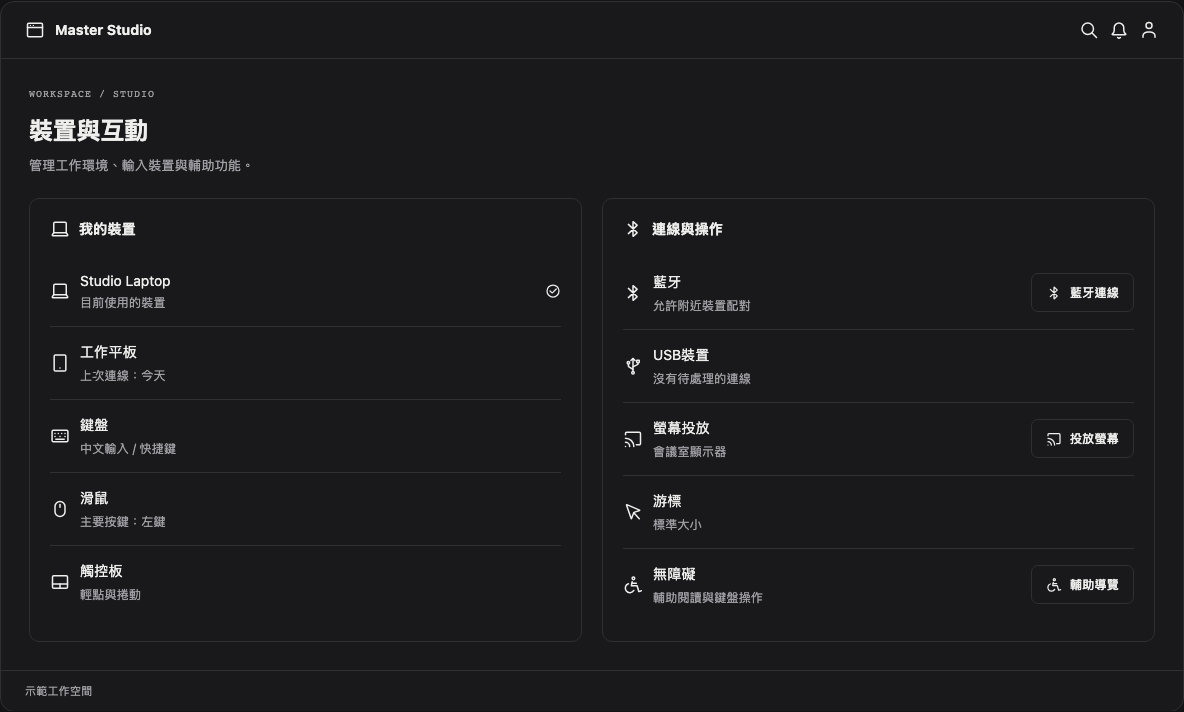 Master Studio
WORKSPACE / STUDIO
裝置與互動
管理工作環境、輸入裝置與輔助功能。
我的裝置
Studio Laptop
目前使用的裝置
工作平板
上次連線：今天
鍵盤
中文輸入 / 快捷鍵
滑鼠
主要按鍵：左鍵
觸控板
輕點與捲動
連線與操作
藍牙
允許附近裝置配對
藍牙連線
USB裝置
沒有待處理的連線
螢幕投放
會議室顯示器
投放螢幕
游標
標準大小
無障礙
輔助閱讀與鍵盤操作
輔助導覽
示範工作空間